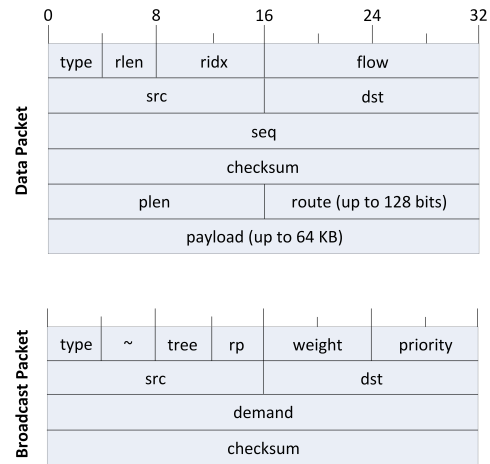 0 8 16 24 32
Data Packet
type rlen ridx flow
src dst
seq
checksum
plen route (up to 128 bits)
payload (up to 64 KB)
Broadcast Packet
type ~ tree rp weight priority
src dst
demand
checksum